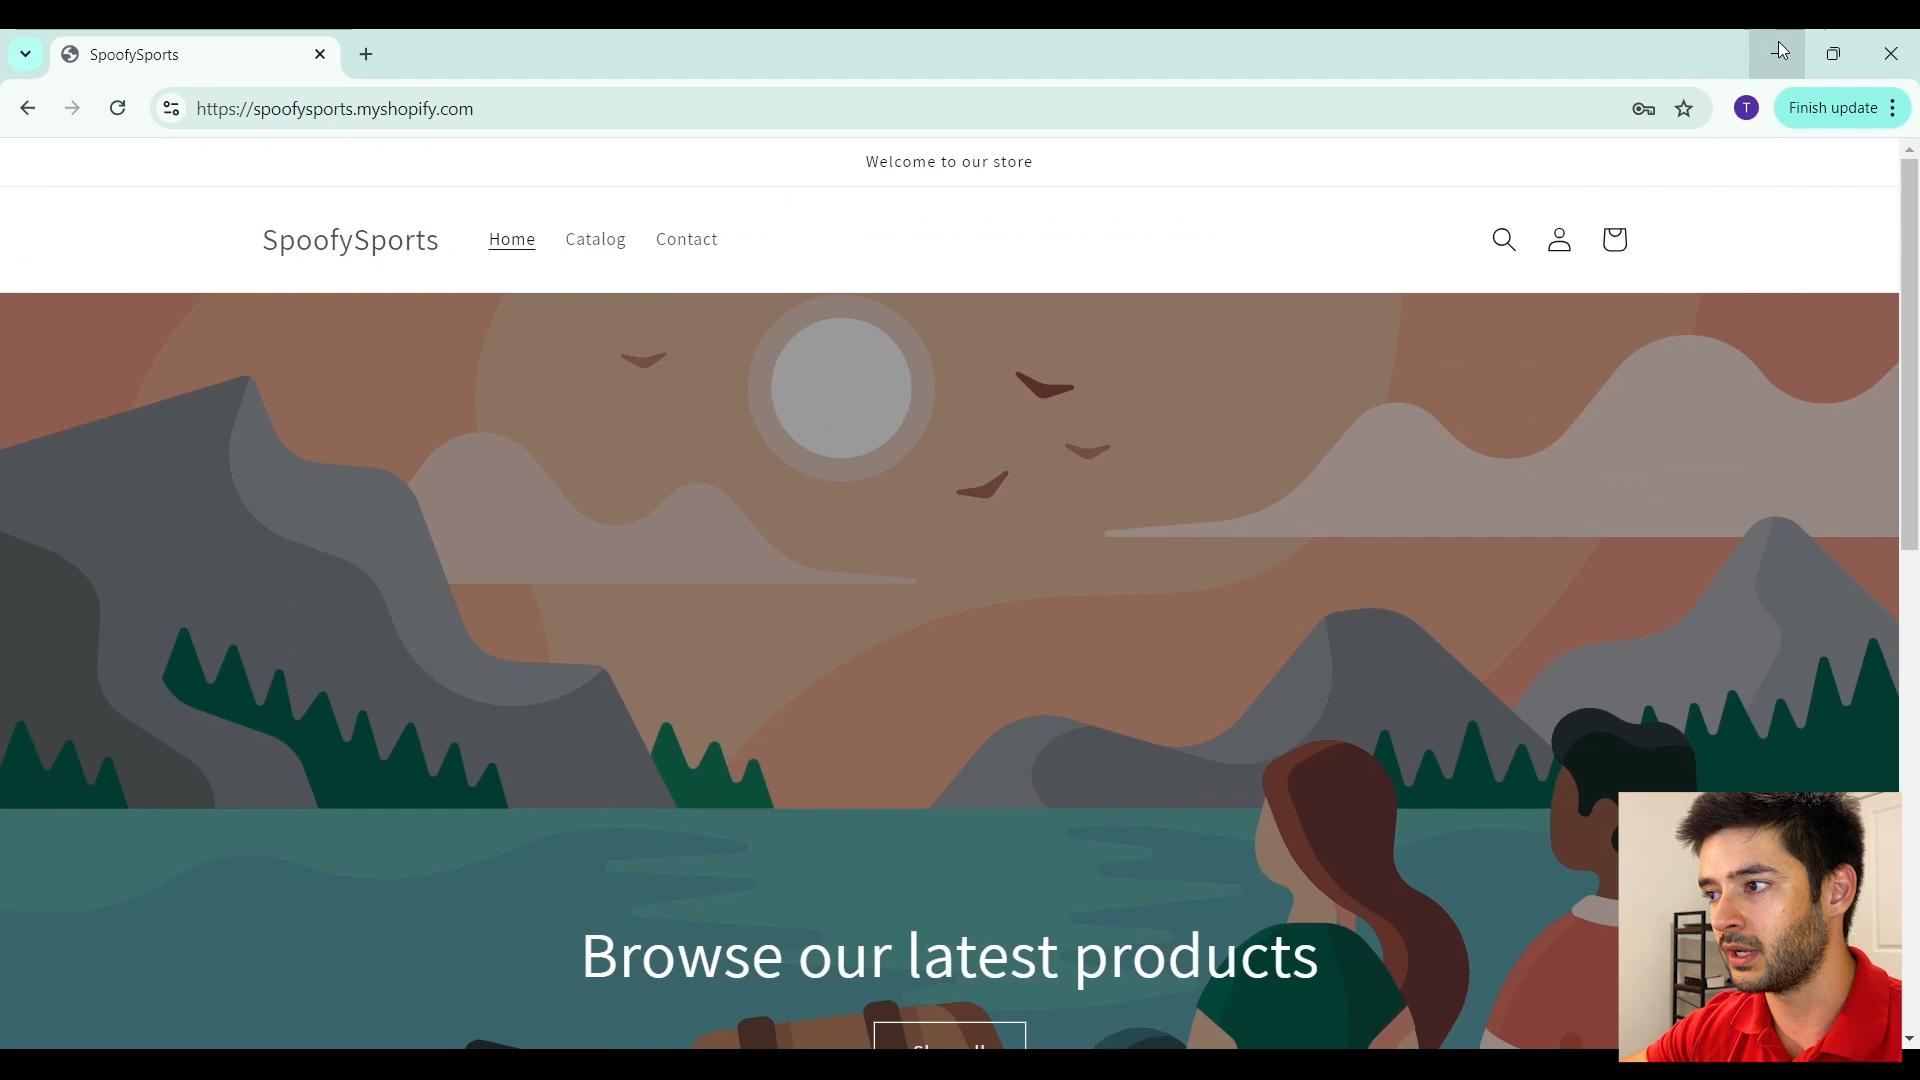 SpoofySports
https://spoofysports.myshopify.com
T
Finish update
Welcome to our store
SpoofySports
Home
Catalog
Contact
Browse our latest products